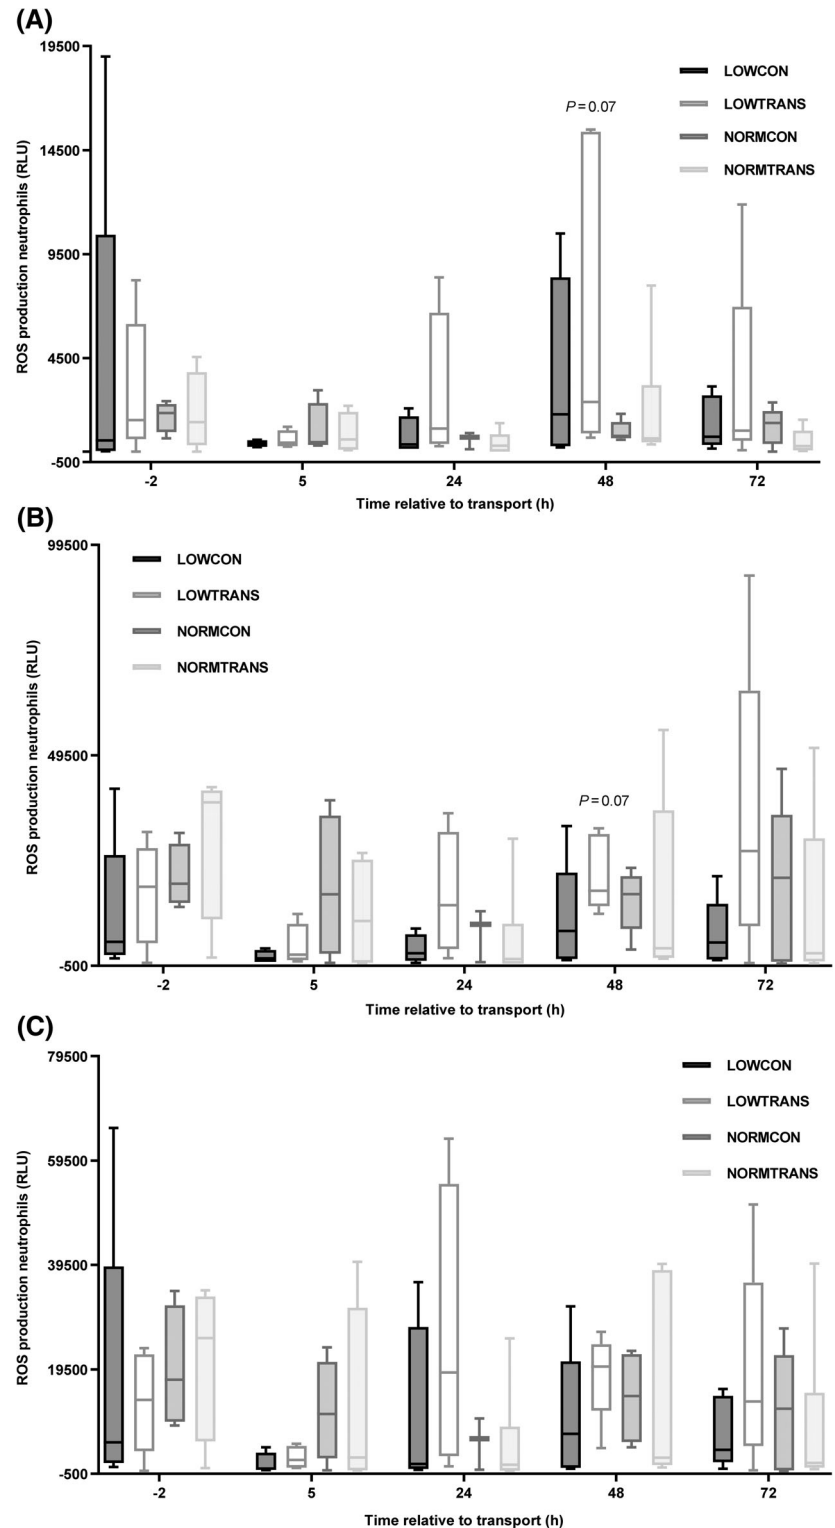 (A)
19500
14500
9500
4500
-500
ROS production neutrophils (RLU)
P = 0.07
LOWCON
LOWTRANS
NORMCON
NORMTRANS
-2 5 24 48 72
Time relative to transport (h)
(B)
99500
49500
-500
ROS production neutrophils (RLU)
LOWCON
LOWTRANS
NORMCON
NORMTRANS
P = 0.07
-2 5 24 48 72
Time relative to transport (h)
(C)
79500
59500
39500
19500
-500
ROS production neutrophils (RLU)
LOWCON
LOWTRANS
NORMCON
NORMTRANS
-2 5 24 48 72
Time relative to transport (h)